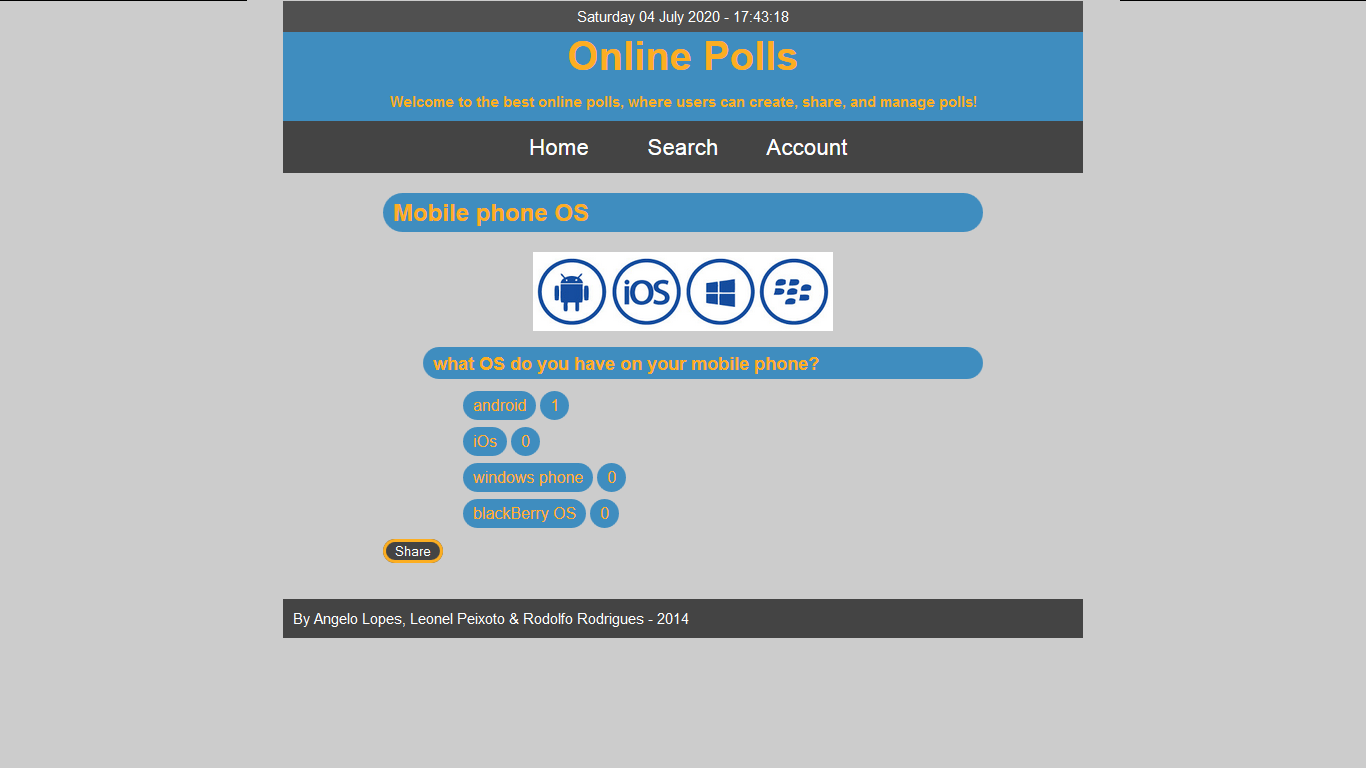 Saturday 04 July 2020 - 17:43:18
Online Polls
Welcome to the best online polls, where users can create, share, and manage polls!
Home Search Account
Mobile phone OS
iOS
what OS do you have on your mobile phone?
android 1
iOs 0
windows phone 0
blackBerry OS 0
Share
By Angelo Lopes, Leonel Peixoto & Rodolfo Rodrigues - 2014